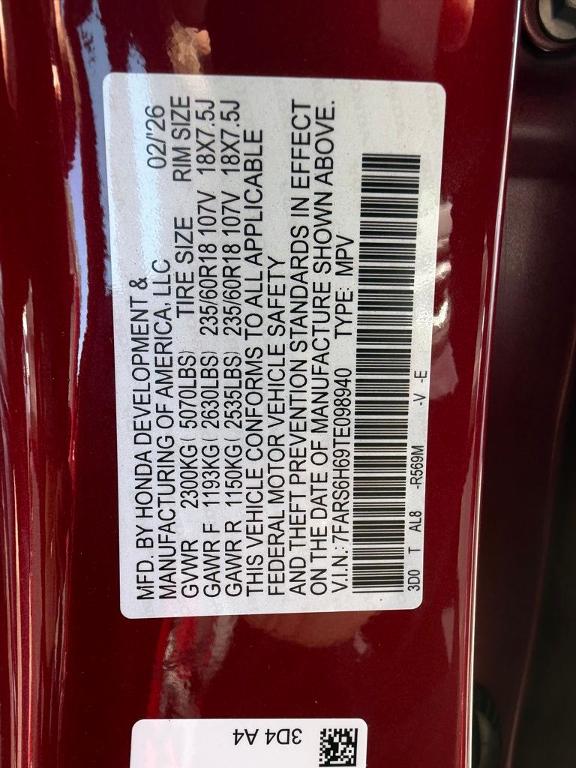 MFD. BY HONDA DEVELOPMENT &
MANUFACTURING OF AMERICA, LLC 02/'26
GVWR 2300KG ( 5070LBS) TIRE SIZE RIM SIZE
GAWR F 1193KG ( 2630LBS) 235/60R18 107V 18X7.5J
GAWR R 1150KG ( 2535LBS) 235/60R18 107V 18X7.5J
THIS VEHICLE CONFORMS TO ALL APPLICABLE
FEDERAL MOTOR VEHICLE SAFETY
AND THEFT PREVENTION STANDARDS IN EFFECT
ON THE DATE OF MANUFACTURE SHOWN ABOVE.
V.I.N.: 7FARS6H69TE098940 TYPE: MPV
3D0 T AL8 -R569M -V -E
3D4 A4